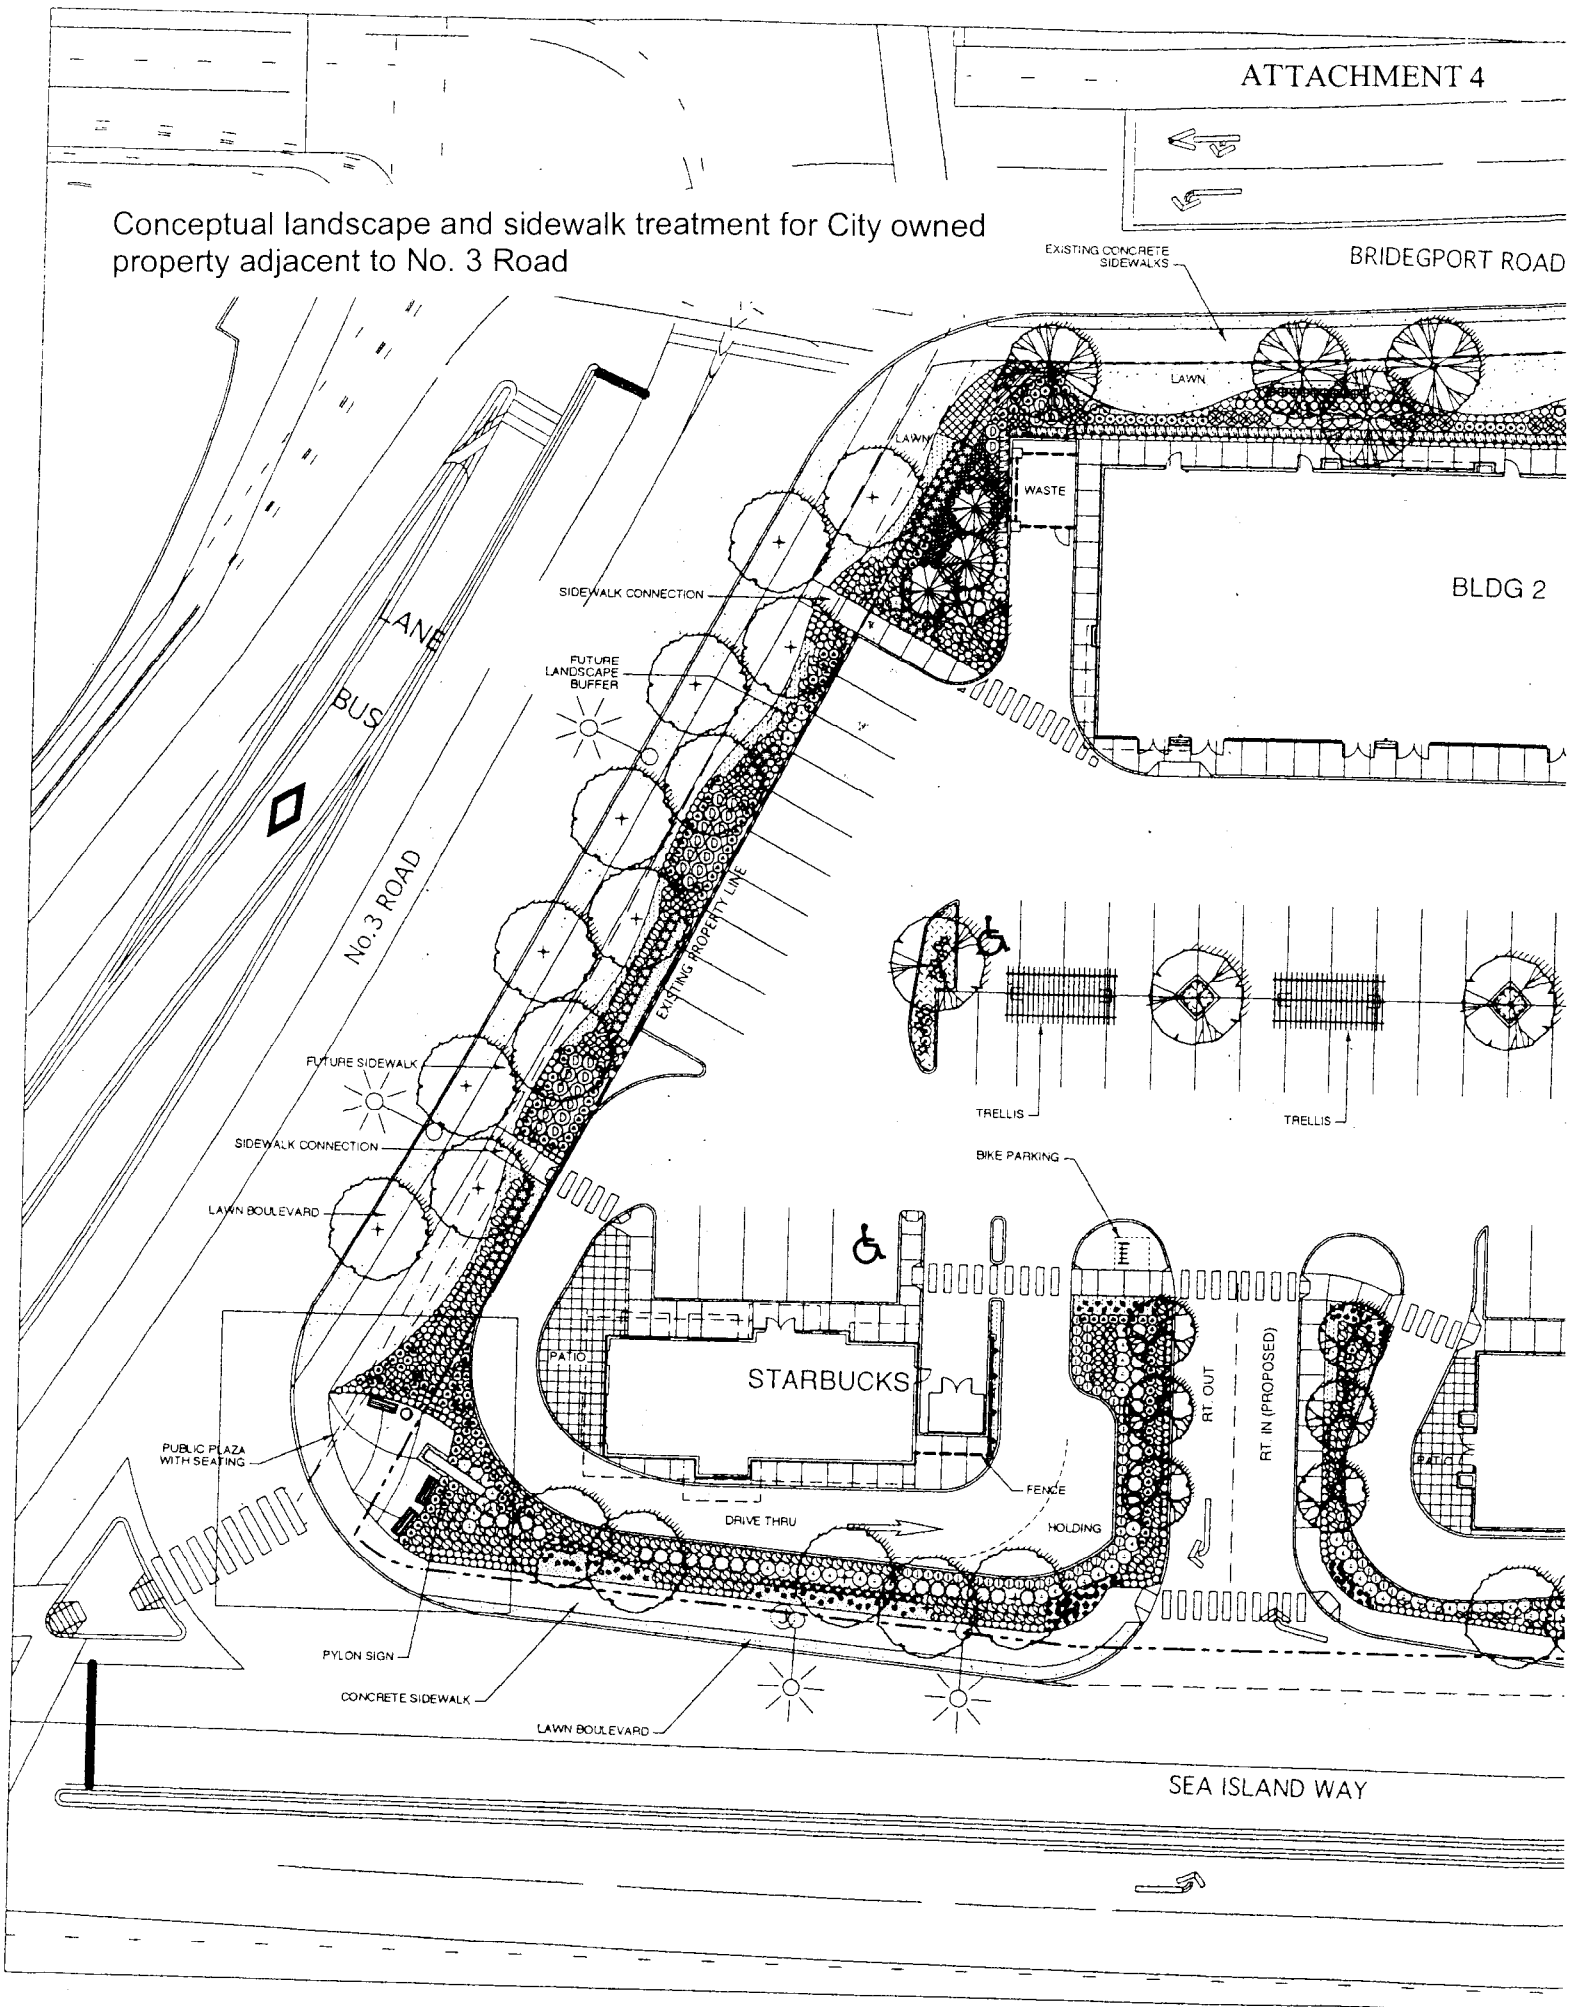 ATTACHMENT 4
Conceptual landscape and sidewalk treatment for City owned
property adjacent to No. 3 Road
EXISTING CONCRETE
SIDEWALKS
BRIDEGPORT ROAD
LAWN
LAWN
WASTE
BLDG 2
SIDEWALK CONNECTION
LANE
BUS
FUTURE
LANDSCAPE
BUFFER
No.3 ROAD
EXISTING PROPERTY LINE
FUTURE SIDEWALK
TRELLIS
TRELLIS
SIDEWALK CONNECTION
BIKE PARKING
LAWN BOULEVARD
PATIO
STARBUCKS
RT. OUT
RT. IN (PROPOSED)
PUBLIC PLAZA
WITH SEATING
PATIO
FENCE
DRIVE THRU
HOLDING
PYLON SIGN
CONCRETE SIDEWALK
LAWN BOULEVARD
SEA ISLAND WAY